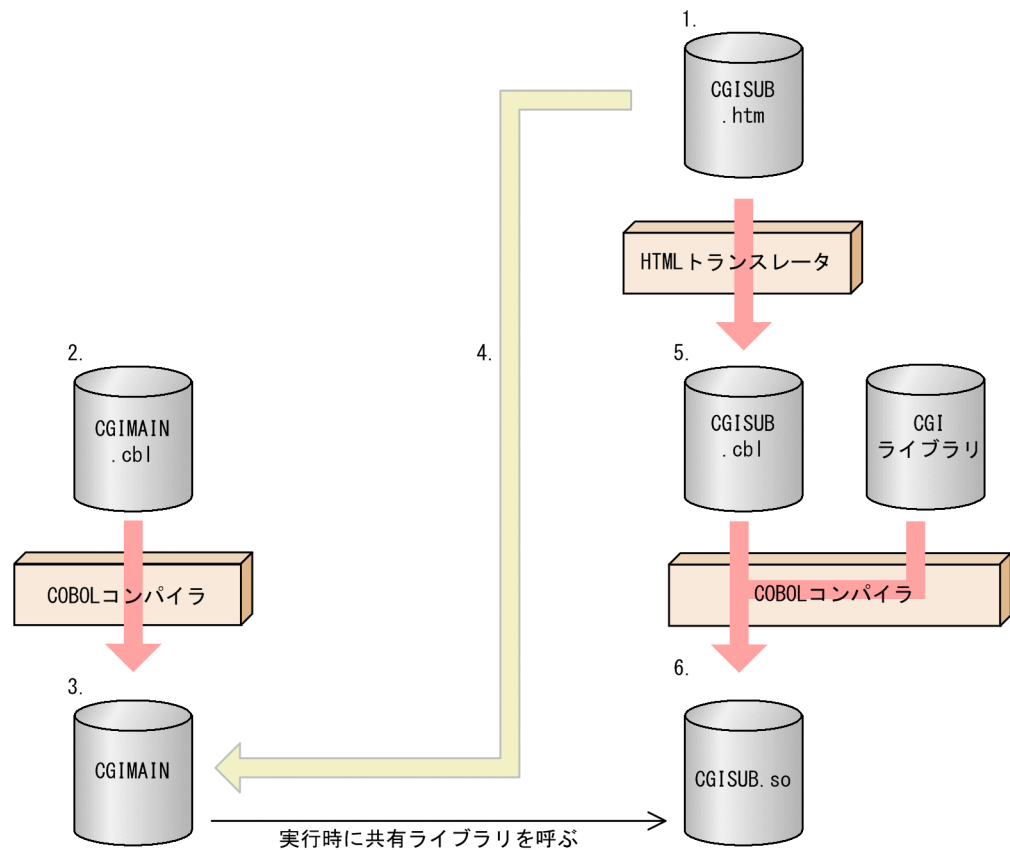 1.
CGISUB
.htm
HTMLトランスレータ
4.
2.
CGIMAIN
.cbl
5.
CGISUB
.cbl
CGI
ライブラリ
COBOLコンパイラ
COBOLコンパイラ
3.
CGIMAIN
6.
CGISUB.so
実行時に共有ライブラリを呼ぶ